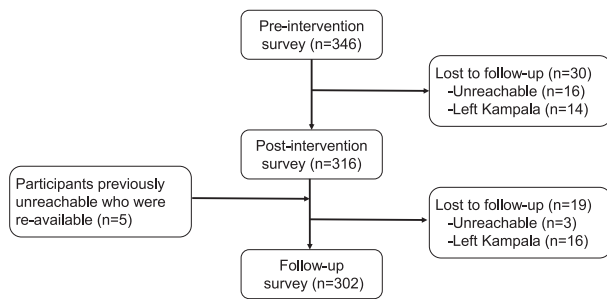 Pre-intervention
survey (n=346)
Lost to follow-up (n=30)
-Unreachable (n=16)
-Left Kampala (n=14)
Post-intervention
survey (n=316)
Participants previously
unreachable who were
re-available (n=5)
Lost to follow-up (n=19)
-Unreachable (n=3)
-Left Kampala (n=16)
Follow-up
survey (n=302)